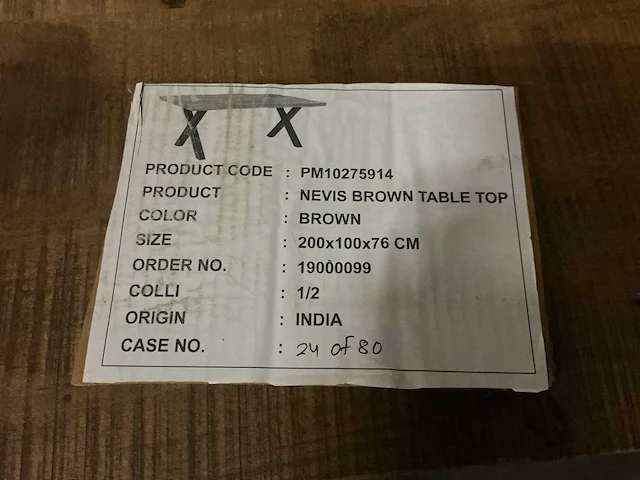 PRODUCT CODE : PM10275914
PRODUCT : NEVIS BROWN TABLE TOP
COLOR : BROWN
SIZE : 200x100x76 CM
ORDER NO. : 19000099
COLLI : 1/2
ORIGIN : INDIA
CASE NO. : 24 of 80